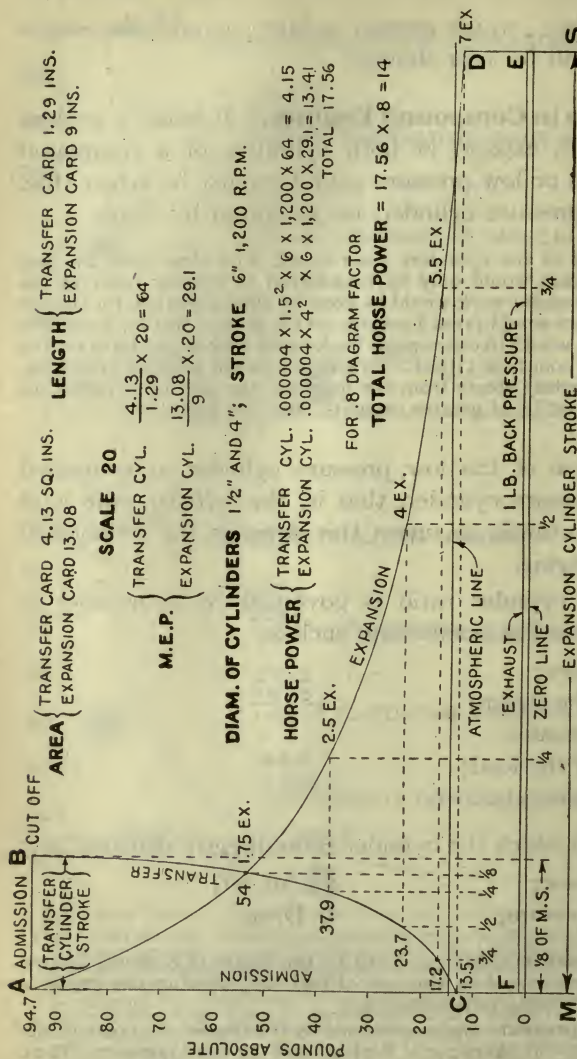 AREA { TRANSFER CARD 4.13 SQ. INS.
EXPANSION CARD 13.08
LENGTH { TRANSFER CARD 1.29 INS.
EXPANSION CARD 9 INS.
SCALE 20
M.E.P. { TRANSFER CYL. 4.13/1.29 X 20 = 64
EXPANSION CYL. 13.08/9 X 20 = 29.1
DIAM. OF CYLINDERS 1½" AND 4"; STROKE 6" 1,200 R.P.M.
HORSE POWER { TRANSFER CYL. .000004 X 1.5² X 6 X 1,200 X 64 = 4.15
EXPANSION CYL. .000004 X 4² X 6 X 1,200 X 29.1 = 13.41
TOTAL 17.56
FOR .8 DIAGRAM FACTOR
TOTAL HORSE POWER = 17.56 X .8 = 14
A ADMISSION B CUT OFF
94.7
TRANSFER CYLINDER STROKE
90
80
70
60
50
40
30
20
10
0
POUNDS ABSOLUTE
ADMISSION
TRANSFER
EXPANSION
54
1.75 EX.
37.9
2.5 EX.
23.7
4 EX.
17.2
5.5 EX.
13.5
7 EX
C
D
ATMOSPHERIC LINE
⅛
¼
½
¾
F
EXHAUST
1 LB. BACK PRESSURE
E
ZERO LINE
⅛ OF M.S.
¼
½
¾
M
EXPANSION CYLINDER STROKE
S